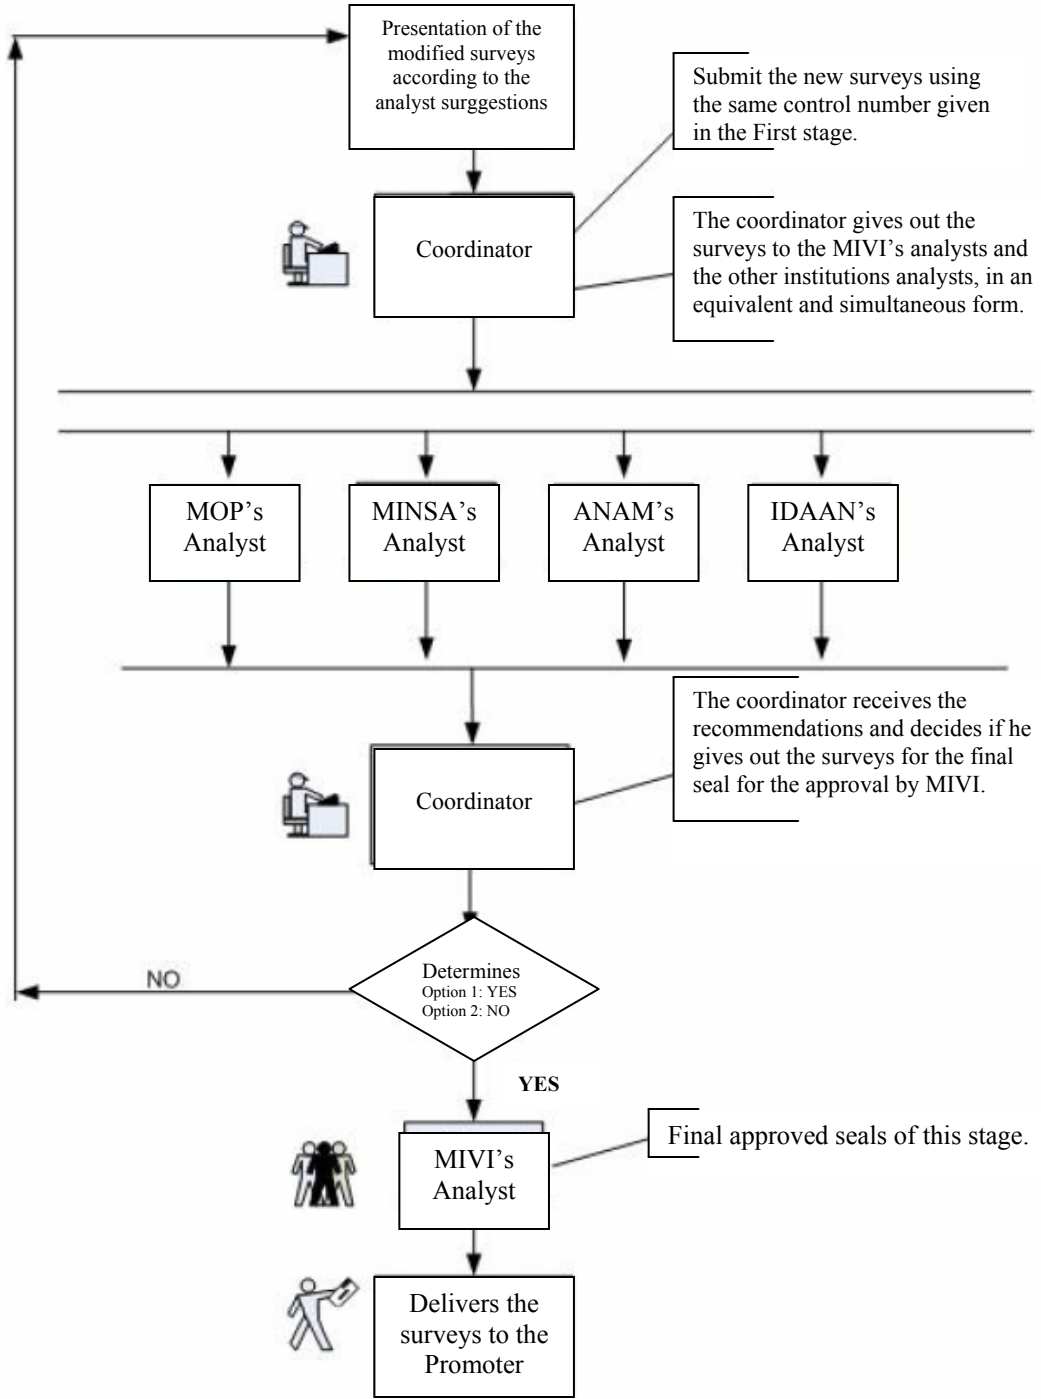 Presentation of the
modified surveys
according to the
analyst surggestions
Submit the new surveys using
the same control number given
in the First stage.
Coordinator
The coordinator gives out the
surveys to the MIVI’s analysts and
the other institutions analysts, in an
equivalent and simultaneous form.
MOP’s
Analyst
MINSA’s
Analyst
ANAM’s
Analyst
IDAAN’s
Analyst
The coordinator receives the
recommendations and decides if he
gives out the surveys for the final
seal for the approval by MIVI.
Coordinator
Determines
Option 1: YES
Option 2: NO
NO
YES
Final approved seals of this stage.
MIVI’s
Analyst
Delivers the
surveys to the
Promoter